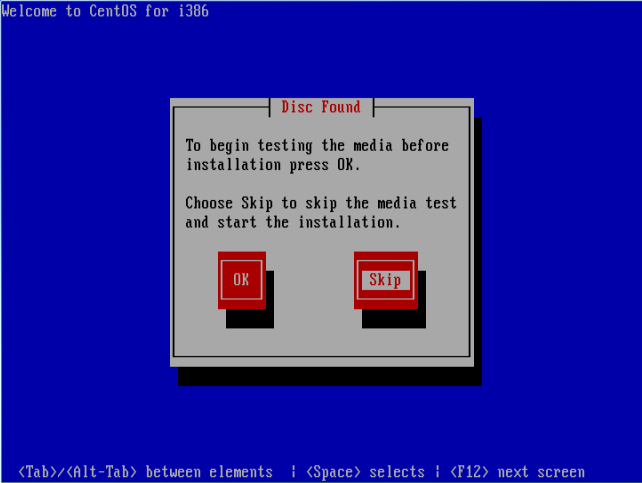 Welcome to CentOS for i386
Disc Found
To begin testing the media before
installation press OK.
Choose Skip to skip the media test
and start the installation.
OK Skip
<Tab>/<Alt-Tab> between elements | <Space> selects | <F12> next screen